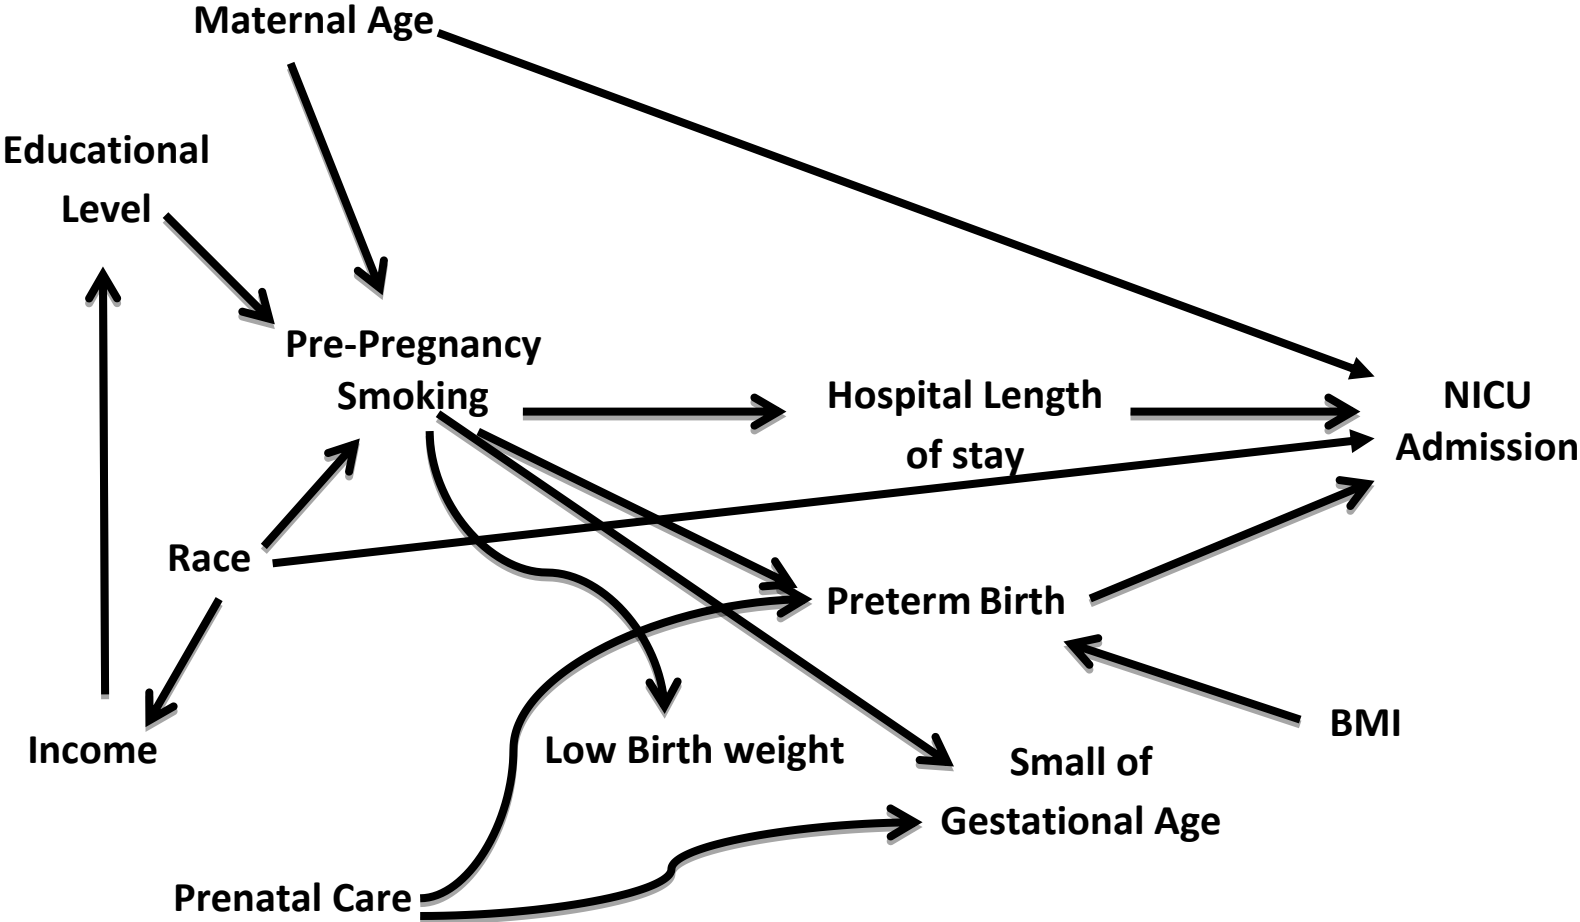 Maternal Age
Educational
Level
Pre-Pregnancy
Smoking
Hospital Length
of stay
NICU
Admission
Race
Preterm Birth
Income
Low Birth weight
BMI
Small of
Gestational Age
Prenatal Care